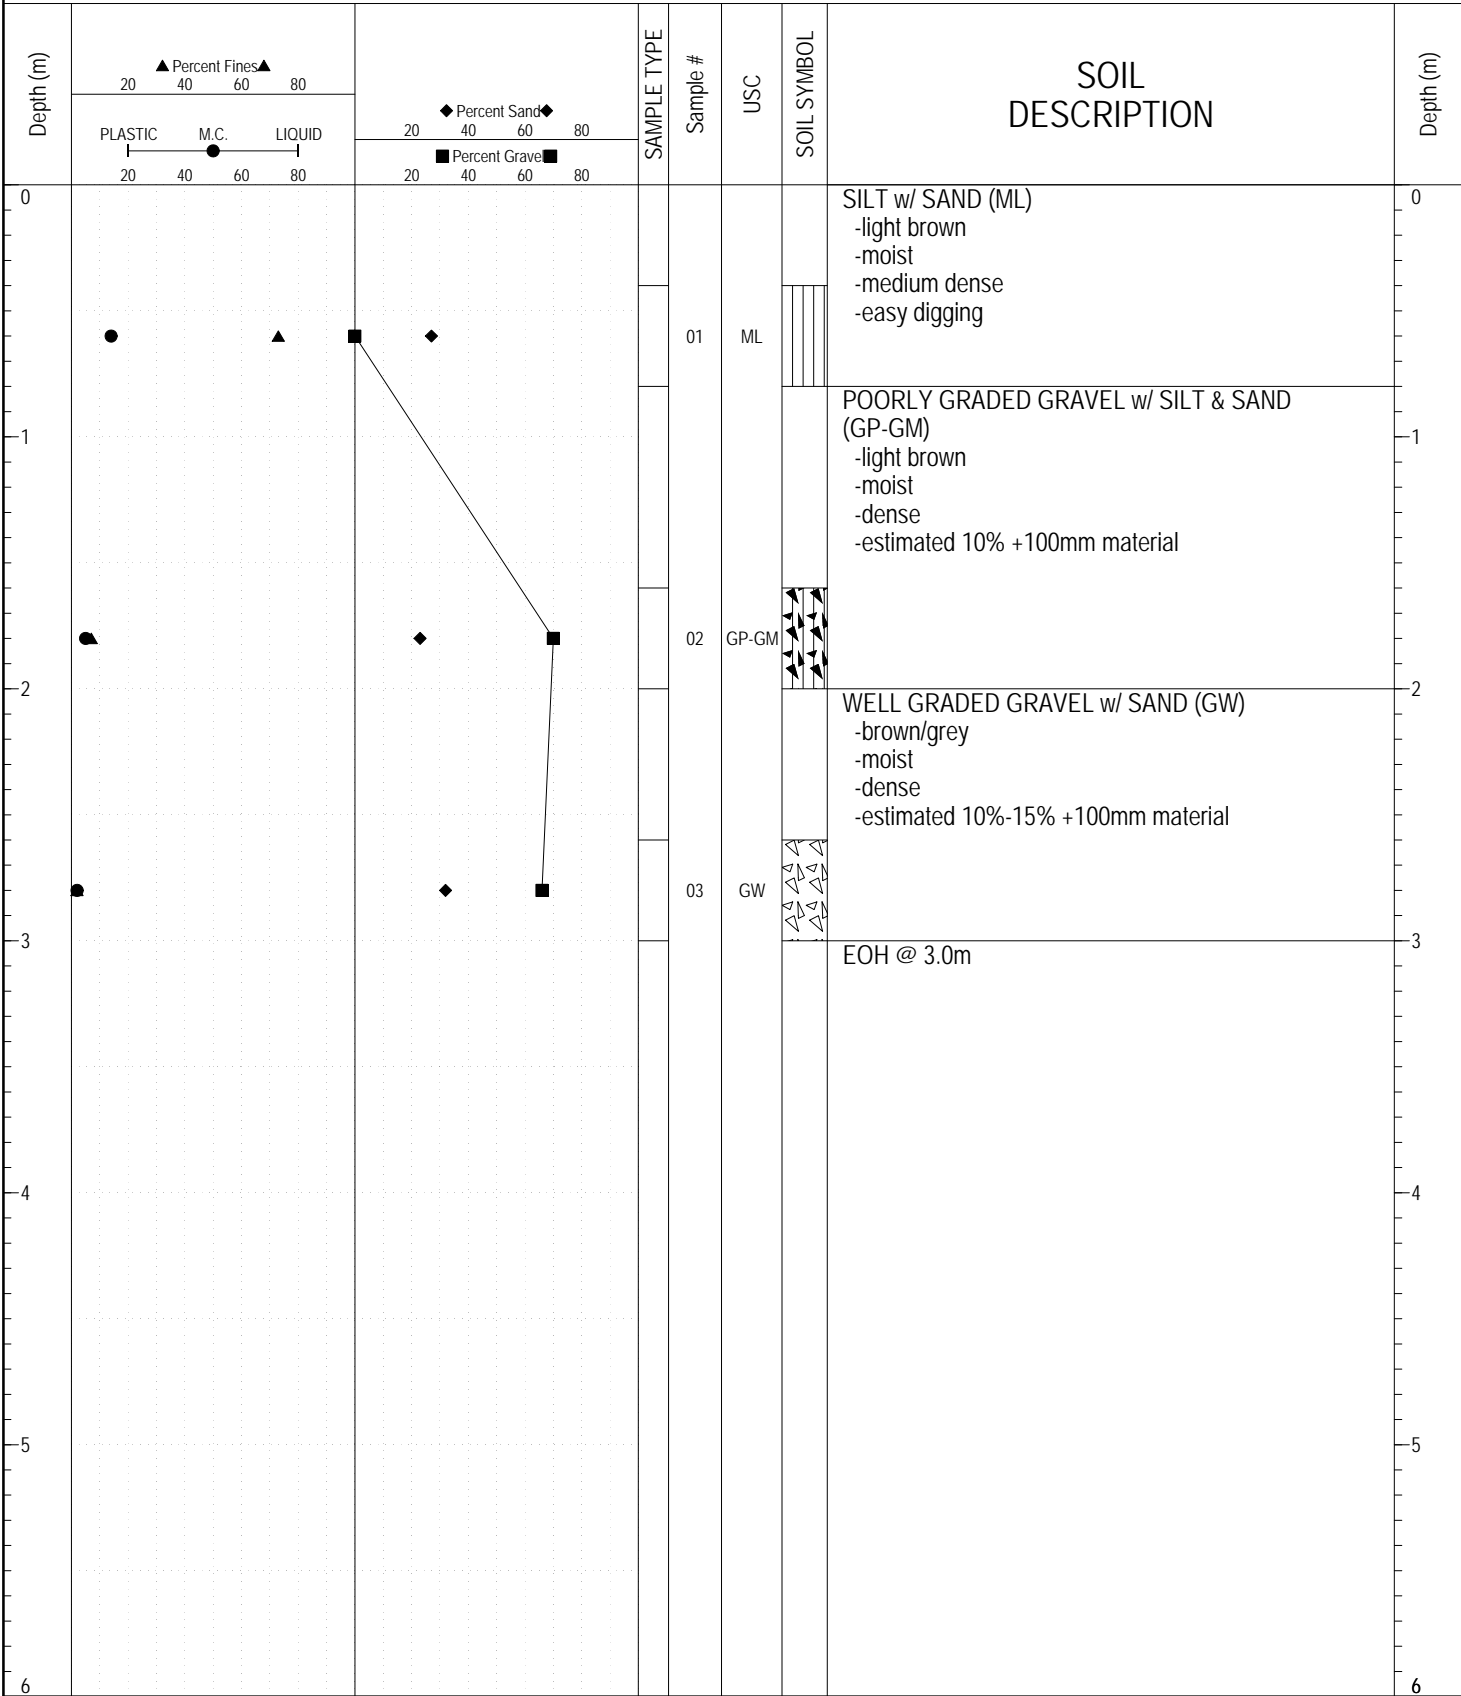 Depth (m)
▲ Percent Fines▲
20 40 60 80
PLASTIC M.C. LIQUID
20 40 60 80
◆ Percent Sand◆
20 40 60 80
■ Percent Gravel■
20 40 60 80
SAMPLE TYPE
Sample #
USC
SOIL SYMBOL
SOIL
DESCRIPTION
Depth (m)
0
SILT w/ SAND (ML)
0
-light brown
-moist
-medium dense
-easy digging
01 ML
POORLY GRADED GRAVEL w/ SILT & SAND
(GP-GM)
1
1
-light brown
-moist
-dense
-estimated 10% +100mm material
02 GP-GM
2
2
WELL GRADED GRAVEL w/ SAND (GW)
-brown/grey
-moist
-dense
-estimated 10%-15% +100mm material
03 GW
3
3
EOH @ 3.0m
4
4
5
5
6
6